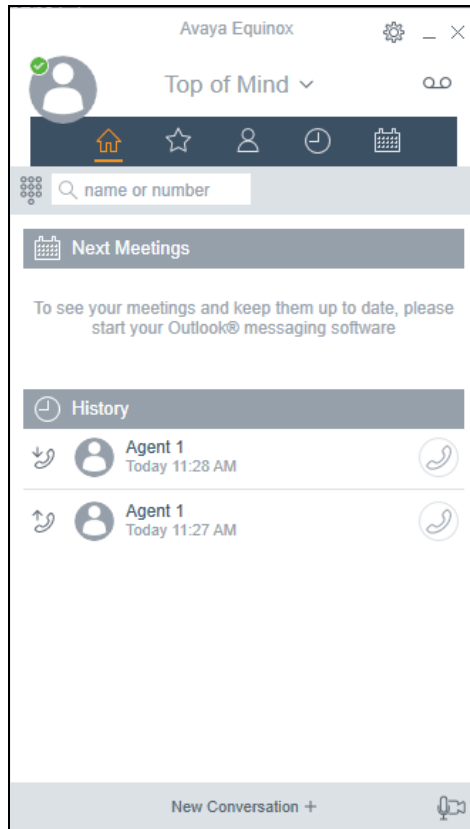 Avaya Equinox
Top of Mind
name or number
Next Meetings
To see your meetings and keep them up to date, please
start your Outlook® messaging software
History
Agent 1
Today 11:28 AM
Agent 1
Today 11:27 AM
New Conversation +